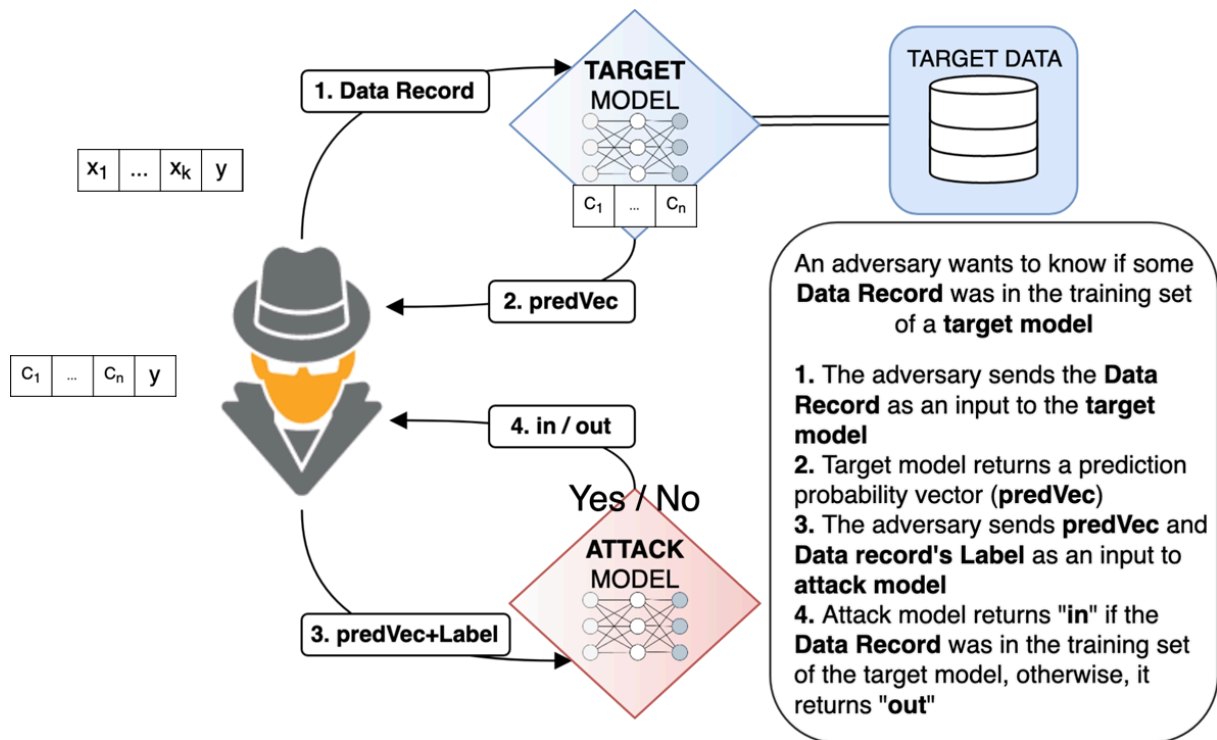 1. Data Record
TARGET
MODEL
TARGET DATA
x1 ... xk y
C1 ... Cn
2. predVec
C1 ... Cn y
4. in / out
Yes / No
ATTACK
MODEL
3. predVec+Label
An adversary wants to know if some
Data Record was in the training set
of a target model
1. The adversary sends the Data
Record as an input to the target
model
2. Target model returns a prediction
probability vector (predVec)
3. The adversary sends predVec and
Data record's Label as an input to
attack model
4. Attack model returns "in" if the
Data Record was in the training set
of the target model, otherwise, it
returns "out"